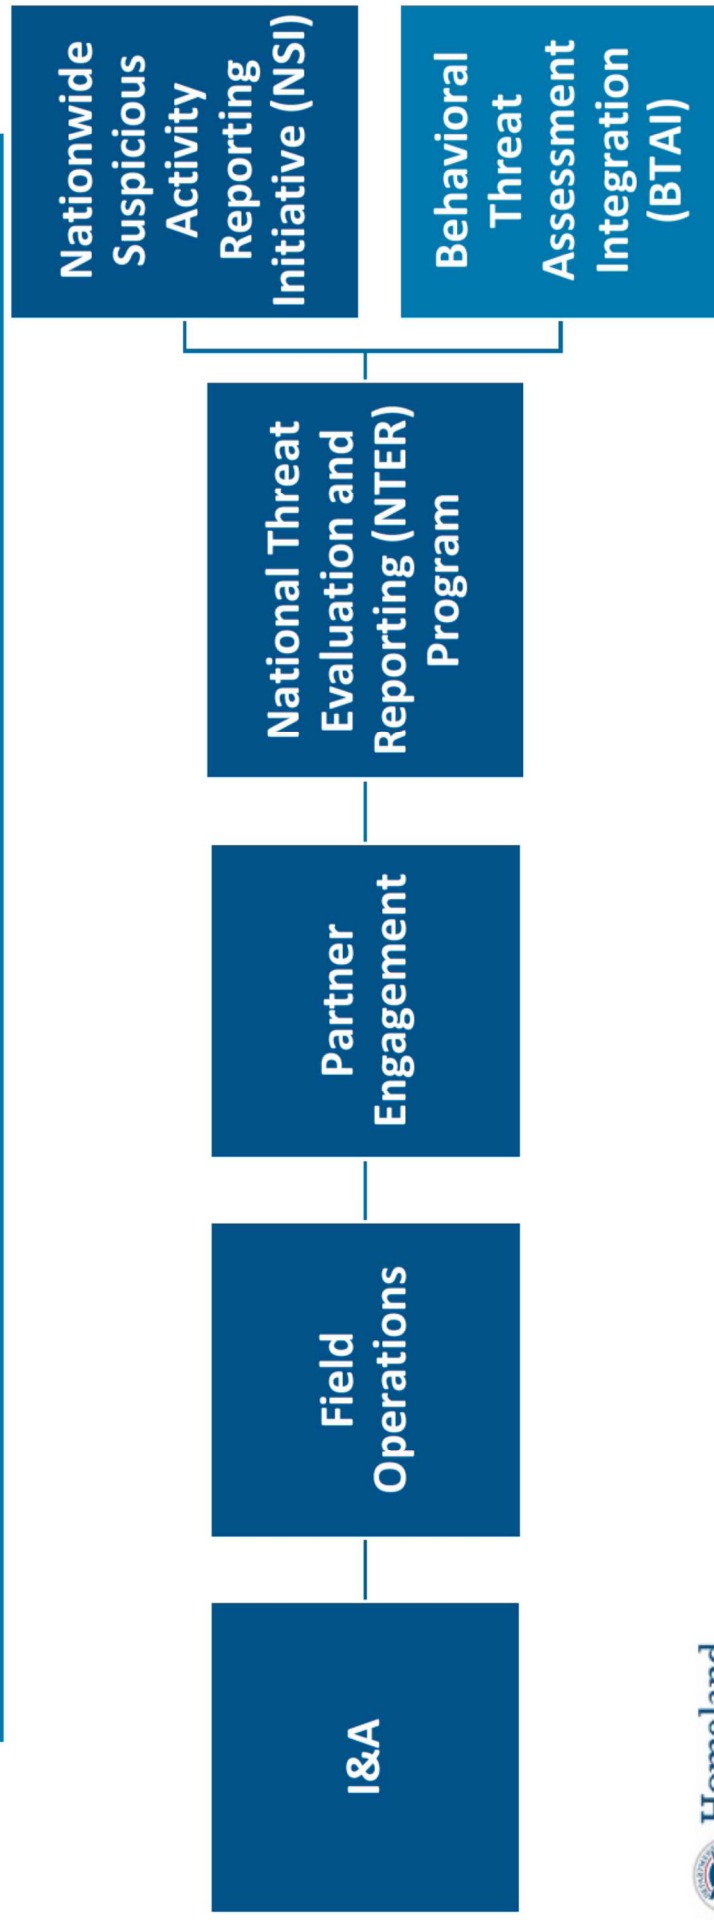 I&A
Field
Operations
Partner
Engagement
National Threat
Evaluation and
Reporting (NTER)
Program
Nationwide
Suspicious
Activity
Reporting
Initiative (NSI)
Behavioral
Threat
Assessment
Integration
(BTAI)
Homeland